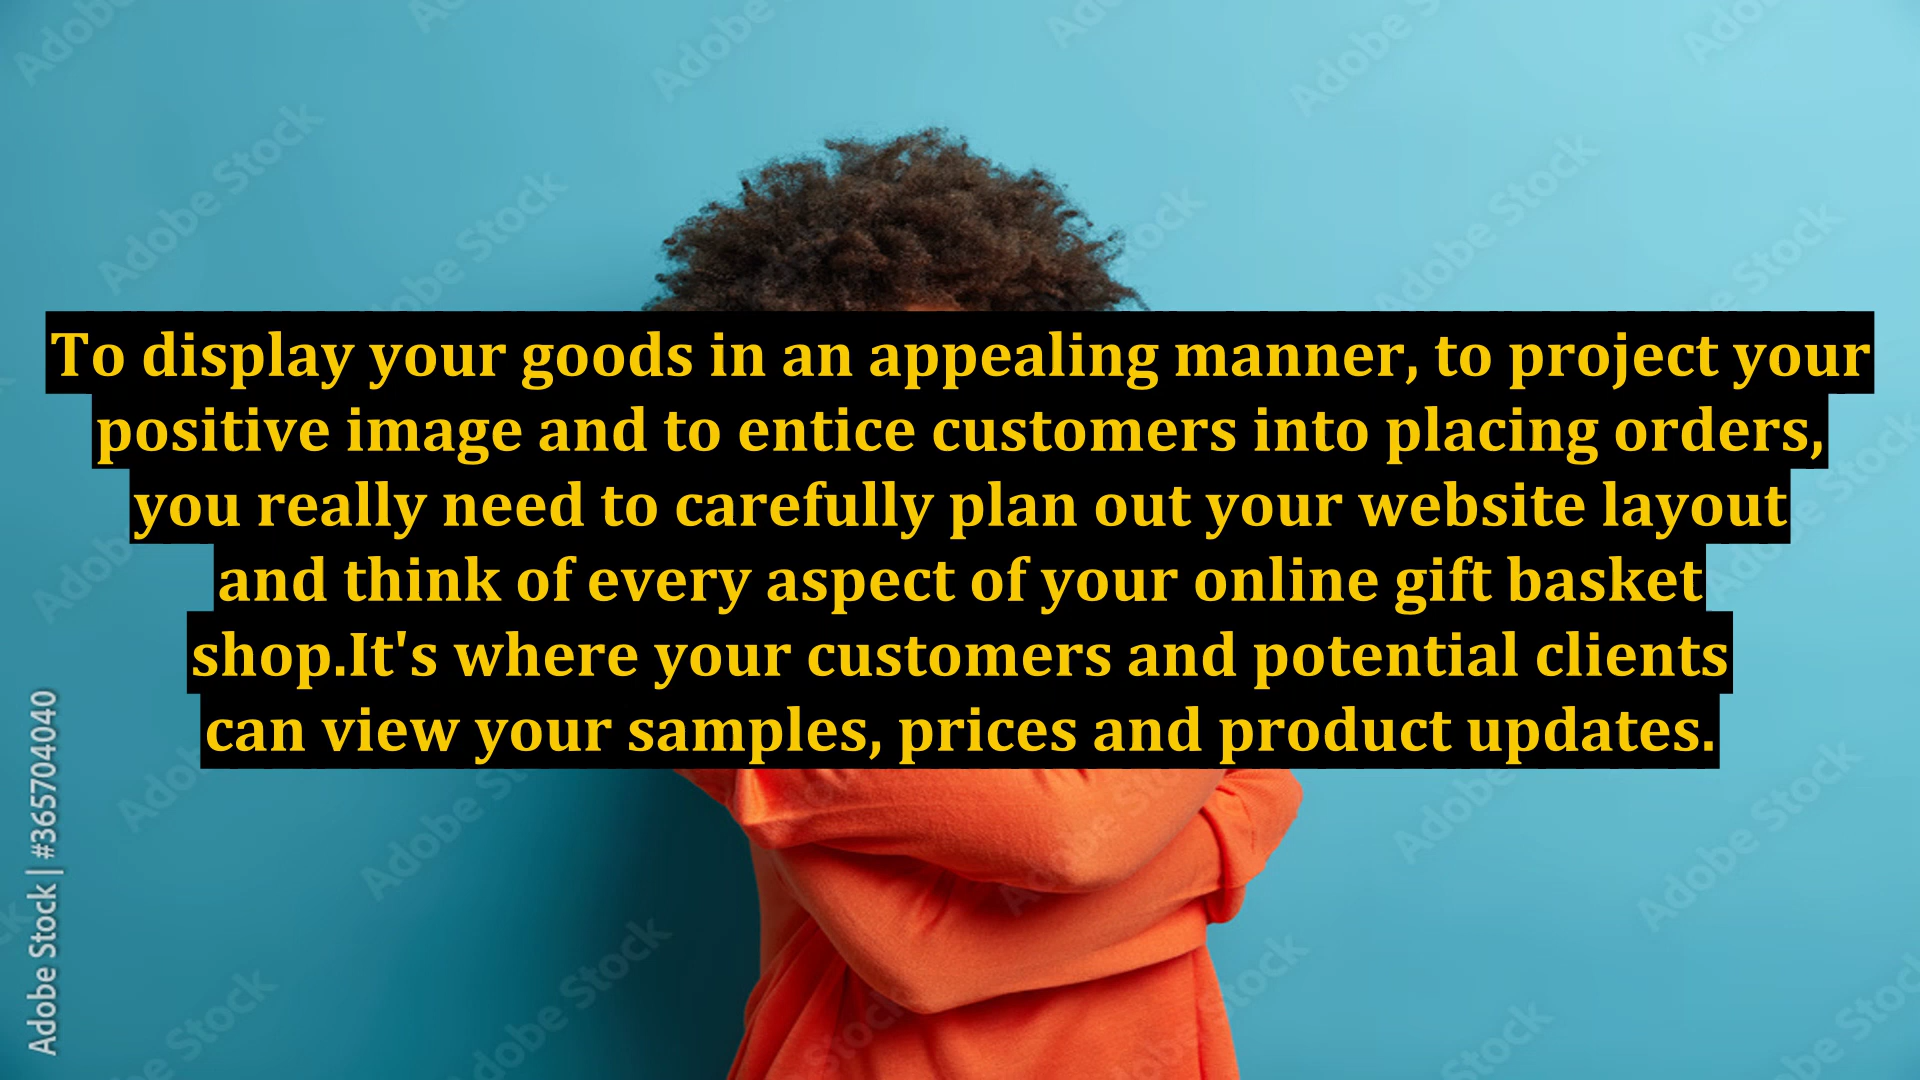 To display your goods in an appealing manner, to project your
positive image and to entice customers into placing orders,
you really need to carefully plan out your website layout
and think of every aspect of your online gift basket
shop.It's where your customers and potential clients
can view your samples, prices and product updates.
Adobe Stock | #365704040
Adobe Stock